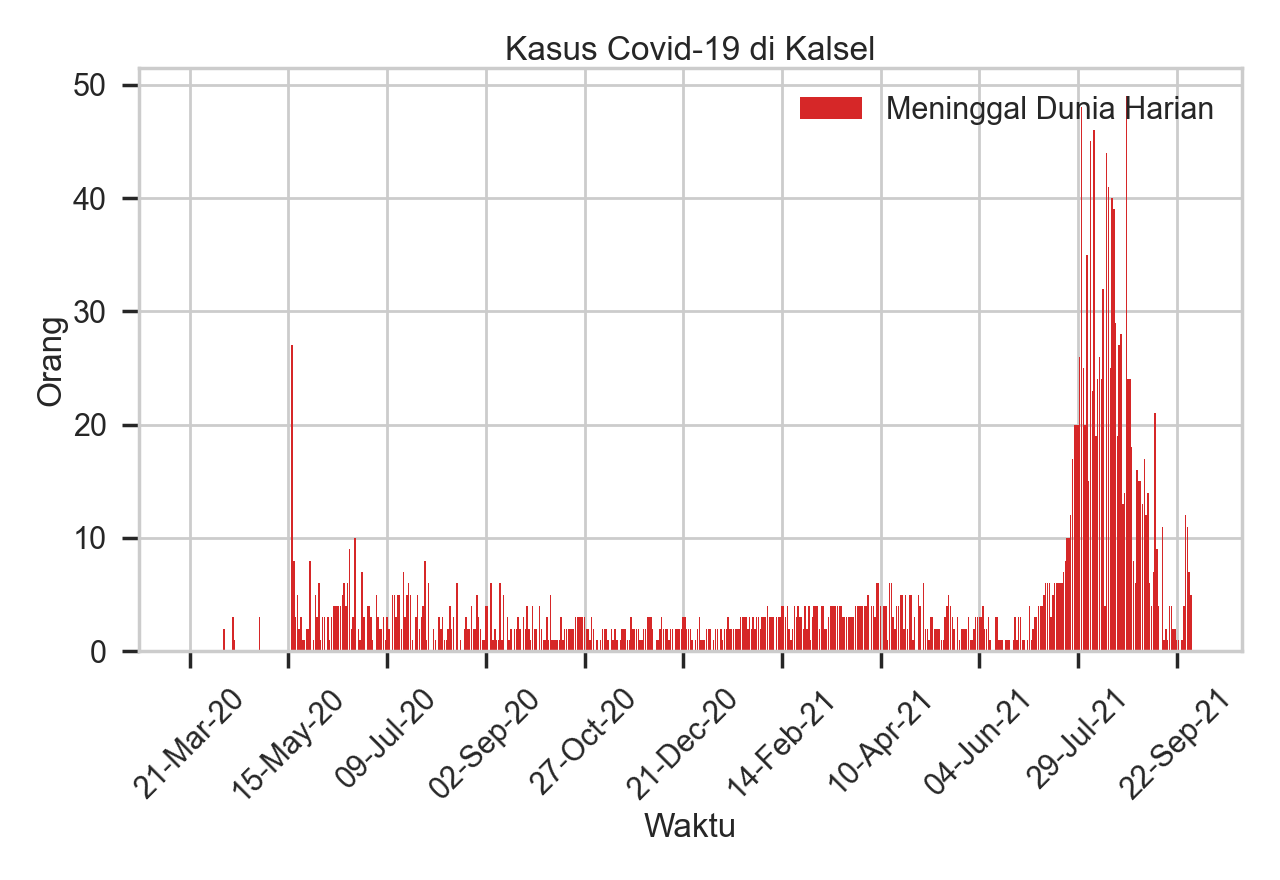 Kasus Covid-19 di Kalsel
Meninggal Dunia Harian
50
40
30
20
10
0
Orang
21-Mar-20
15-May-20
09-Jul-20
02-Sep-20
27-Oct-20
21-Dec-20
14-Feb-21
10-Apr-21
04-Jun-21
29-Jul-21
22-Sep-21
Waktu